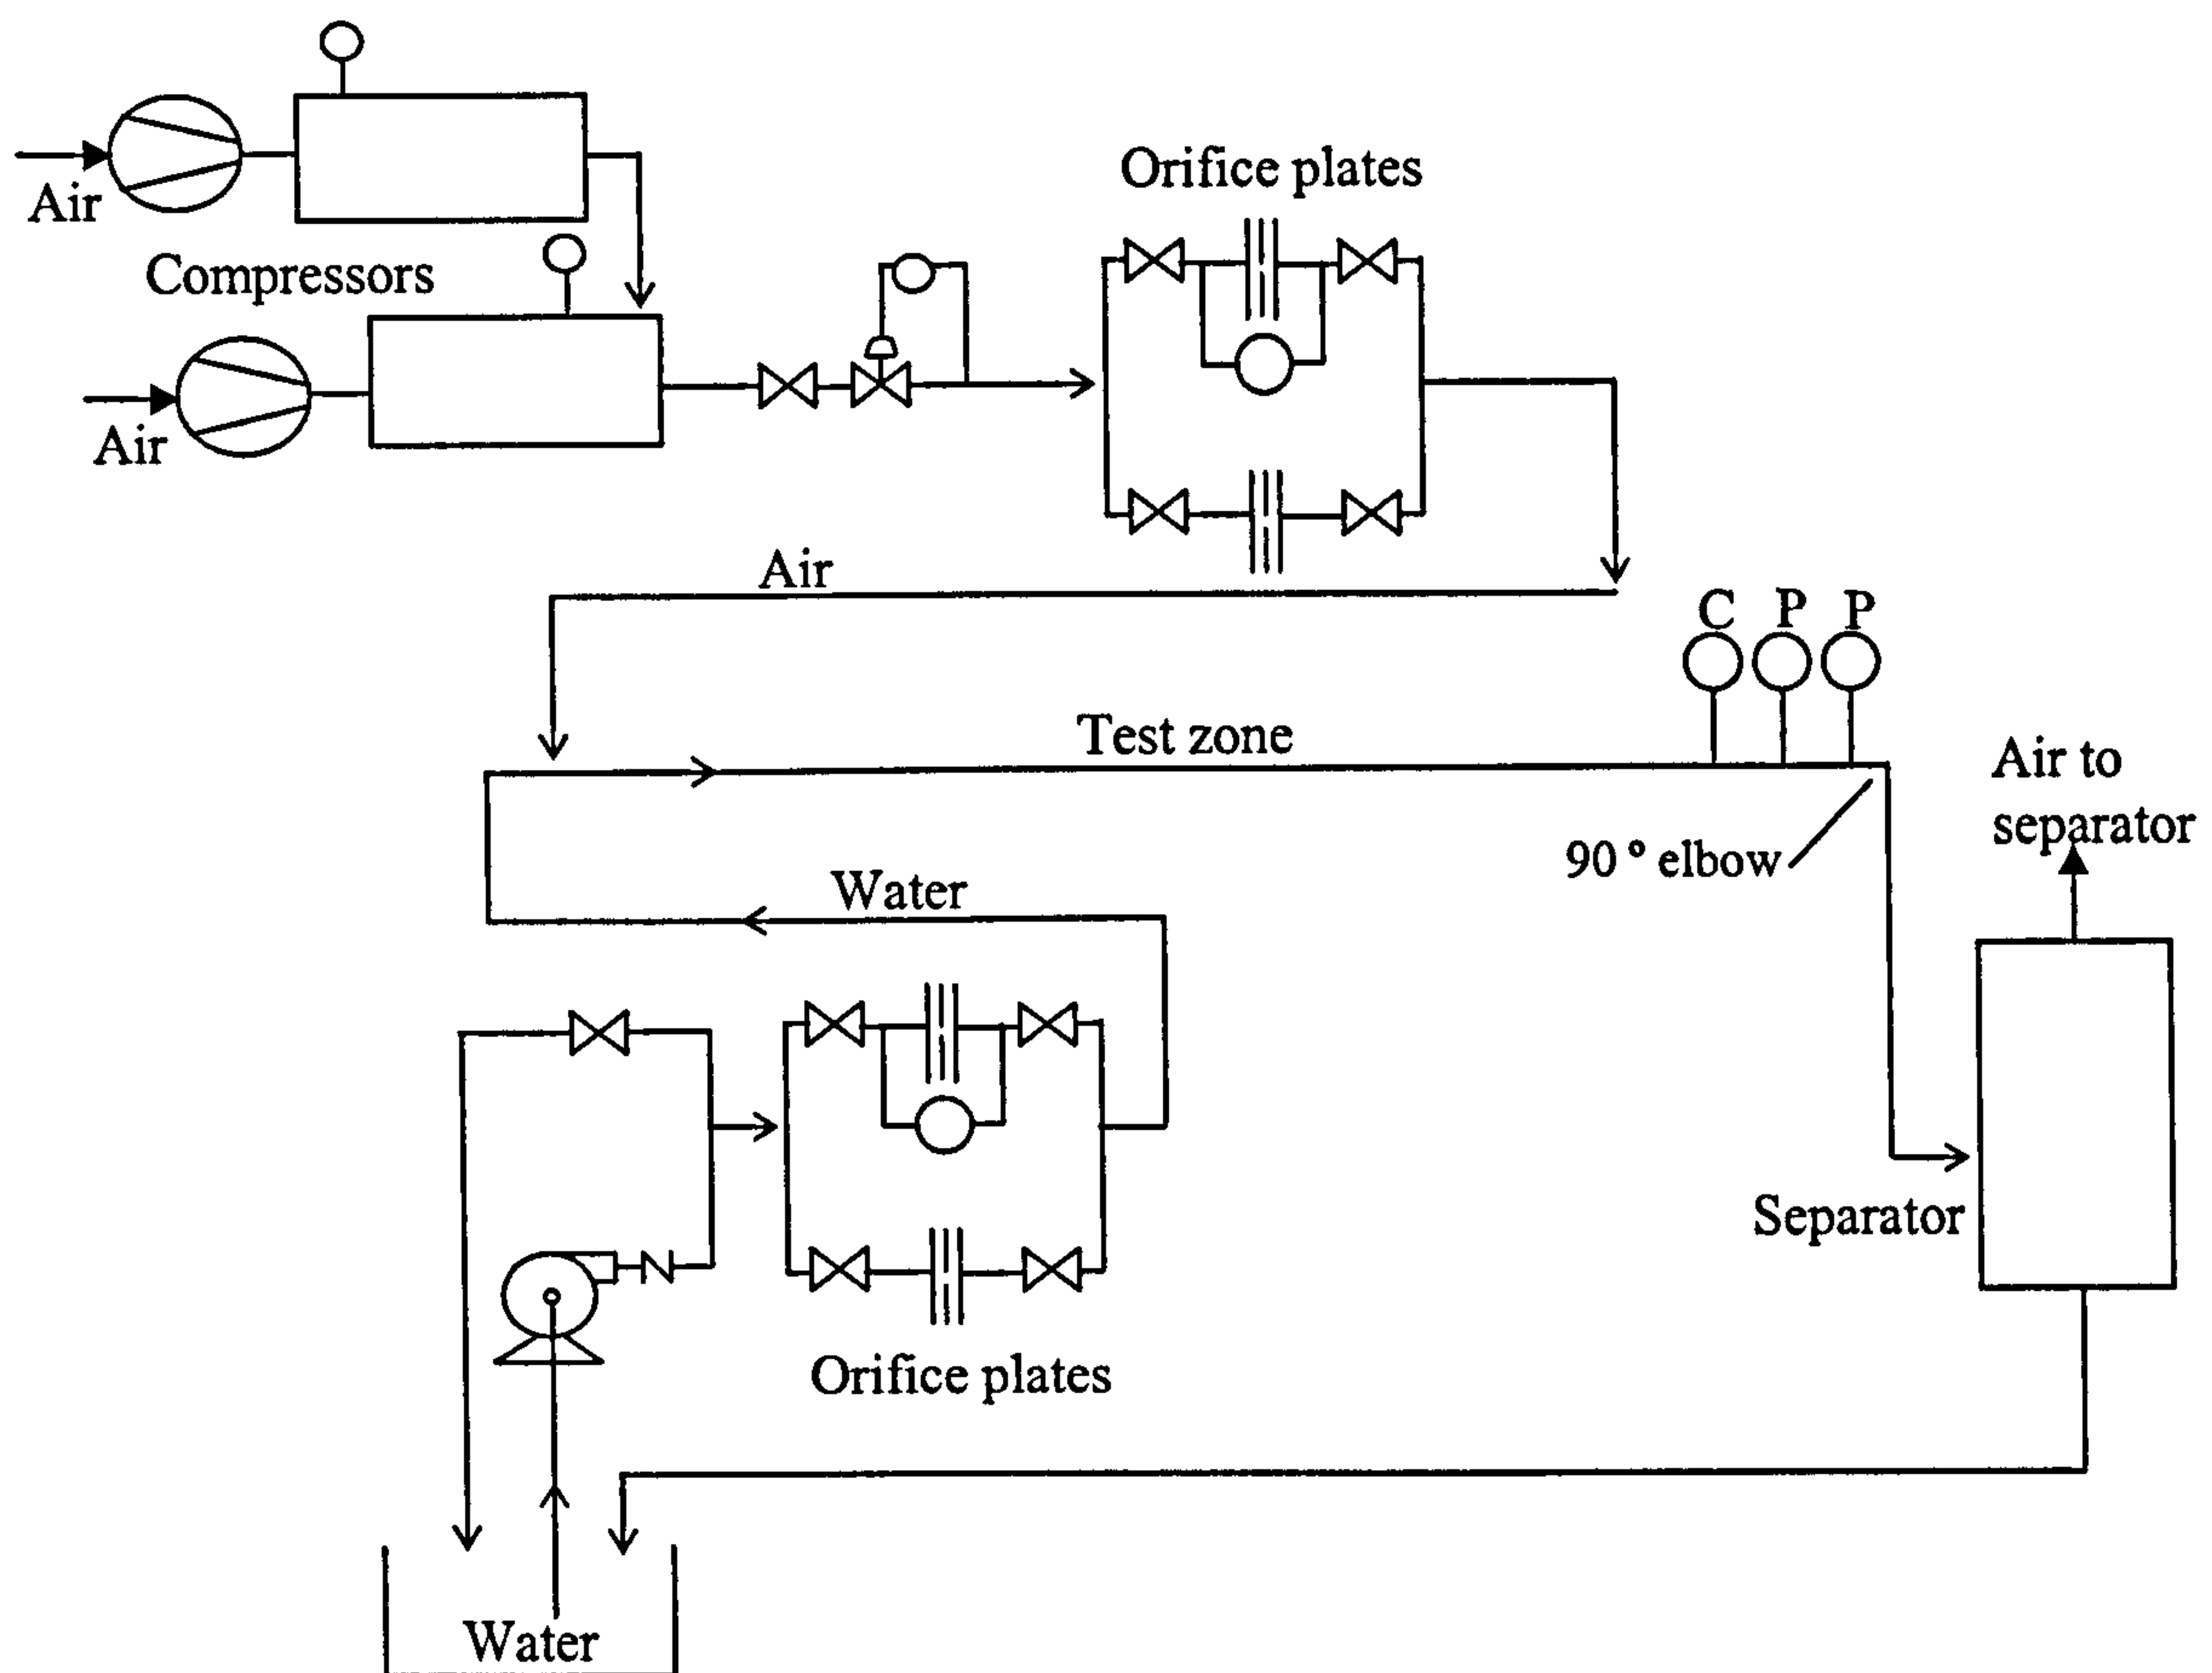 Air
Compressors
Air
Orifice plates
Air
C P P
Test zone
Air to
separator
90 ° elbow
Water
Separator
Orifice plates
Water